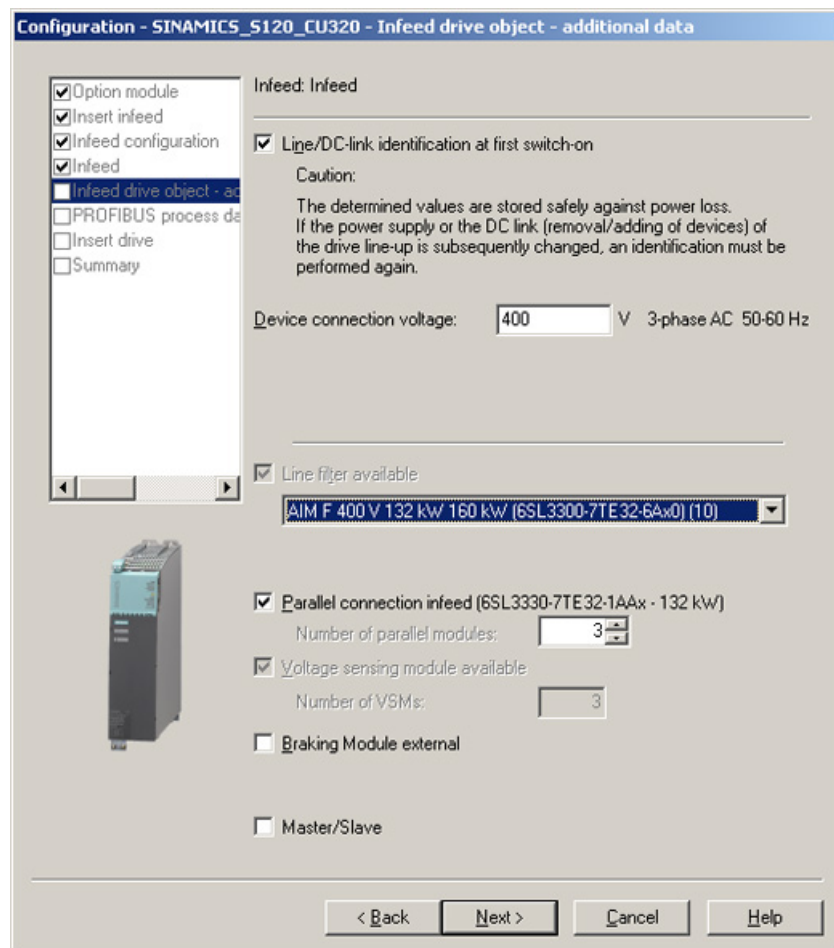 Configuration - SINAMICS_S120_CU320 - Infeed drive object - additional data
Option module
Insert infeed
Infeed configuration
Infeed
Infeed drive object - ad
PROFIBUS process da
Insert drive
Summary
Infeed: Infeed
Line/DC-link identification at first switch-on
Caution:
The determined values are stored safely against power loss.
If the power supply or the DC link (removal/adding of devices) of
the drive line-up is subsequently changed, an identification must be
performed again.
Device connection voltage: 400 V 3-phase AC 50-60 Hz
Line filter available
AIM F 400 V 132 kW 160 kW (6SL3300-7TE32-6Ax0) (10)
Parallel connection infeed (6SL3330-7TE32-1AAx - 132 kW)
Number of parallel modules: 3
Voltage sensing module available
Number of VSMs: 3
Braking Module external
Master/Slave
< Back Next > Cancel Help